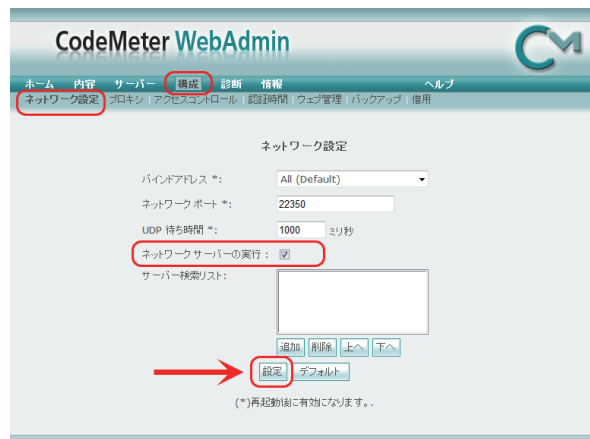 CodeMeter WebAdmin
CM
ホーム 内容 サーバー 構成 診断 情報 ヘルプ
ネットワーク設定 | プロキシ | アクセスコントロール | 認証時間 | ウェブ管理 | バックアップ | 借用
ネットワーク設定
バインドアドレス *: All (Default)
ネットワークポート *: 22350
UDP 待ち時間 *: 1000 ミリ秒
ネットワークサーバーの実行:
サーバー検索リスト:
追加 削除 上へ 下へ
設定 デフォルト
(*)再起動後に有効になります。.